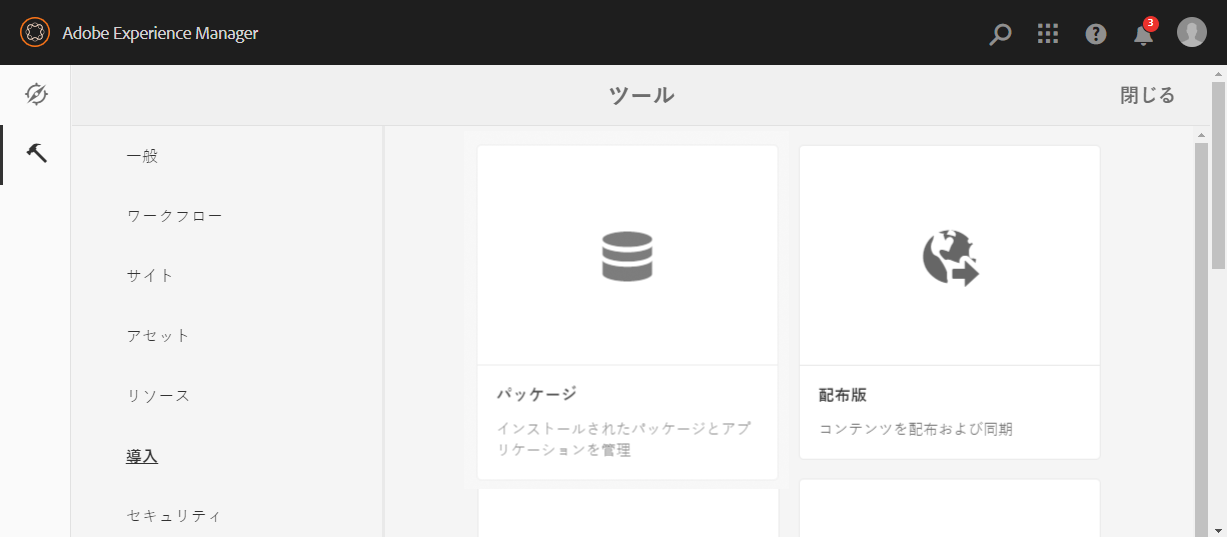 Adobe Experience Manager
3
ツール
閉じる
一般
ワークフロー
サイト
アセット
リソース
導入
セキュリティ
パッケージ
インストールされたパッケージとアプ
リケーションを管理
配布版
コンテンツを配布および同期